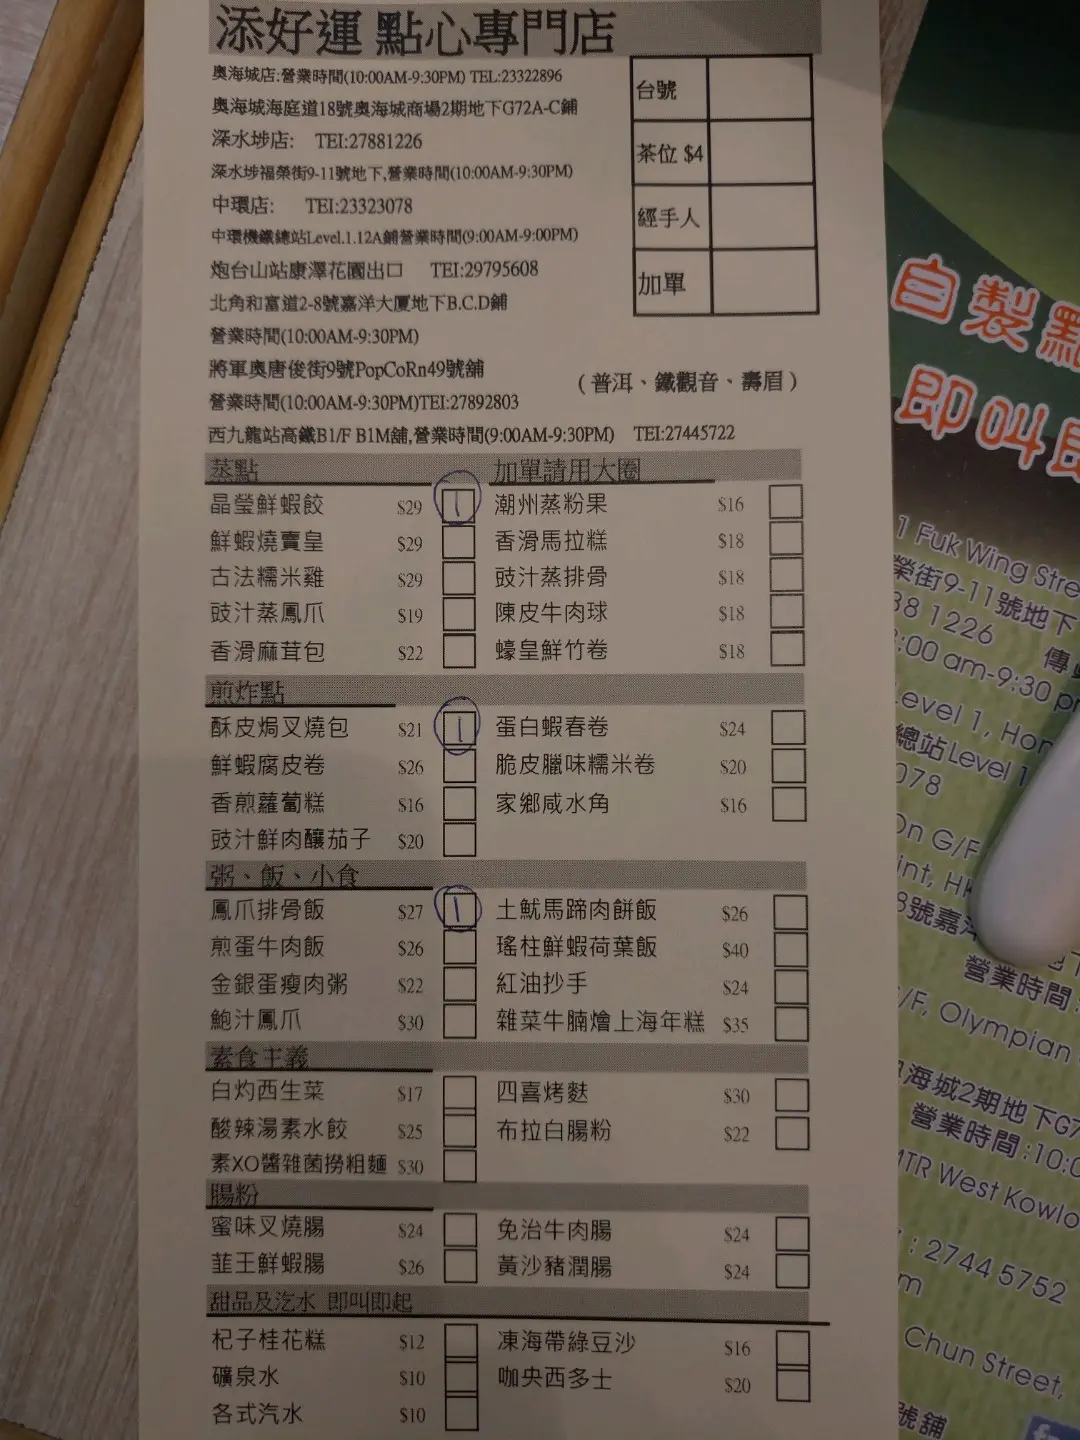 添好運 點心專門店
奧海城店:營業時間(10:00AM-9:30PM) TEL:23322896
奧海城海庭道18號奧海城商場2期地下G72A-C鋪
深水埗店: TEI:27881226
深水埗福榮街9-11號地下,營業時間(10:00AM-9:30PM)
中環店: TEI:23323078
中環機鐵總站Level.1.12A鋪營業時間(9:00AM-9:00PM)
炮台山站康澤花園出口 TEI:29795608
北角和富道2-8號嘉洋大厦地下B.C.D鋪
營業時間(10:00AM-9:30PM)
將軍奧唐俊街9號PopCoRn49號舖
營業時間(10:00AM-9:30PM)TEI:27892803
西九龍站高鐵B1/F B1M舖,營業時間(9:00AM-9:30PM) TEI:27445722
台號
茶位 $4
經手人
加單
(普洱、鐵觀音、壽眉)
蒸點 加單請用大圈
晶瑩鮮蝦餃 $29 1 潮州蒸粉果 $16
鮮蝦燒賣皇 $29 香滑馬拉糕 $18
古法糯米雞 $29 豉汁蒸排骨 $18
豉汁蒸鳳爪 $19 陳皮牛肉球 $18
香滑麻茸包 $22 蠔皇鮮竹卷 $18
煎炸點
酥皮焗叉燒包 $21 1 蛋白蝦春卷 $24
鮮蝦腐皮卷 $26 脆皮臘味糯米卷 $20
香煎蘿蔔糕 $16 家鄉咸水角 $16
豉汁鮮肉釀茄子 $20
粥、飯、小食
鳳爪排骨飯 $27 1 土魷馬蹄肉餅飯 $26
煎蛋牛肉飯 $26 瑤柱鮮蝦荷葉飯 $40
金銀蛋瘦肉粥 $22 紅油抄手 $24
鮑汁鳳爪 $30 雜菜牛腩燴上海年糕 $35
素食主義
白灼西生菜 $17 四喜烤麩 $30
酸辣湯素水餃 $25 布拉白腸粉 $22
素XO醬雜菌撈粗麵 $30
腸粉
蜜味叉燒腸 $24 免治牛肉腸 $24
韮王鮮蝦腸 $26 黃沙豬潤腸 $24
甜品及汔水 即叫即起
杞子桂花糕 $12 凍海帶綠豆沙 $16
礦泉水 $10 咖央西多士 $20
各式汽水 $10
自製點
即叫
1 Fuk Wing Stre
榮街9-11號地下
38 1226
:00 am-9:30 p
evel 1, Hon
總站Level 1
078
On G/F
int, HK
8號嘉洋
營業時間:
/F, Olympian
海城2期地下G7
營業時間:10:0
MTR West Kowlo
: 2744 5752
m
Chun Street,
號舖